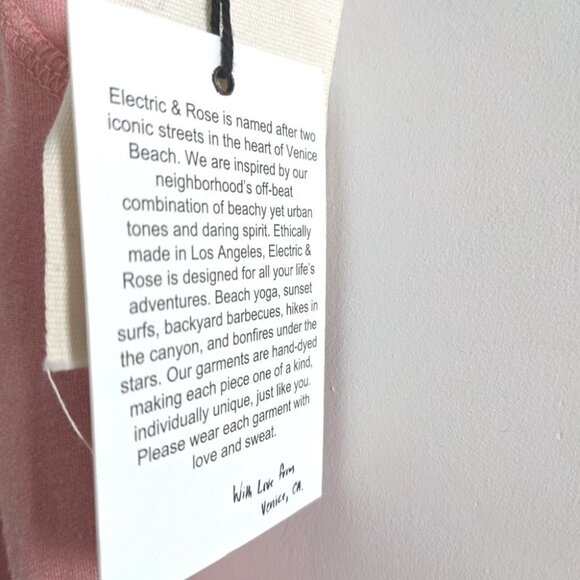 Electric & Rose is named after two
iconic streets in the heart of Venice
Beach. We are inspired by our
neighborhood's off-beat
combination of beachy yet urban
tones and daring spirit. Ethically
made in Los Angeles, Electric &
Rose is designed for all your life's
adventures. Beach yoga, sunset
surfs, backyard barbecues, hikes in
the canyon, and bonfires under the
stars. Our garments are hand-dyed
making each piece one of a kind,
individually unique, just like you.
Please wear each garment with
love and sweat.
With Love from
Venice, CA.